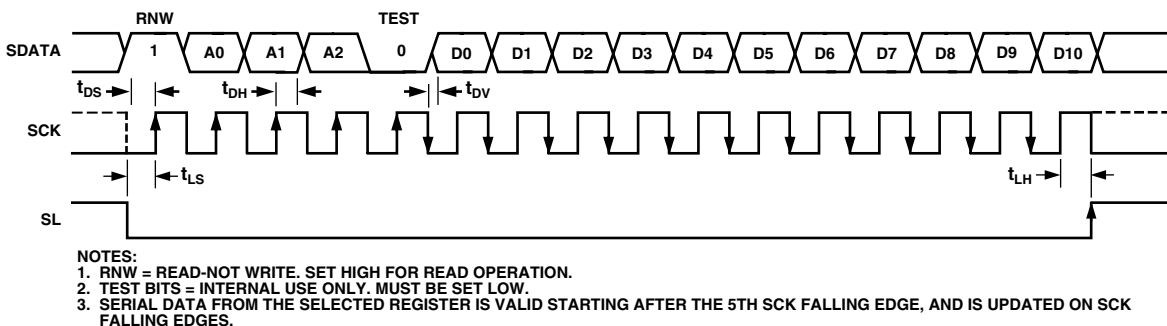 RNW TEST
SDATA 1 A0 A1 A2 0 D0 D1 D2 D3 D4 D5 D6 D7 D8 D9 D10
tDS tDH tDV
SCK
tLS tLH
SL
NOTES:
1. RNW = READ-NOT WRITE. SET HIGH FOR READ OPERATION.
2. TEST BITS = INTERNAL USE ONLY. MUST BE SET LOW.
3. SERIAL DATA FROM THE SELECTED REGISTER IS VALID STARTING AFTER THE 5TH SCK FALLING EDGE, AND IS UPDATED ON SCK
FALLING EDGES.